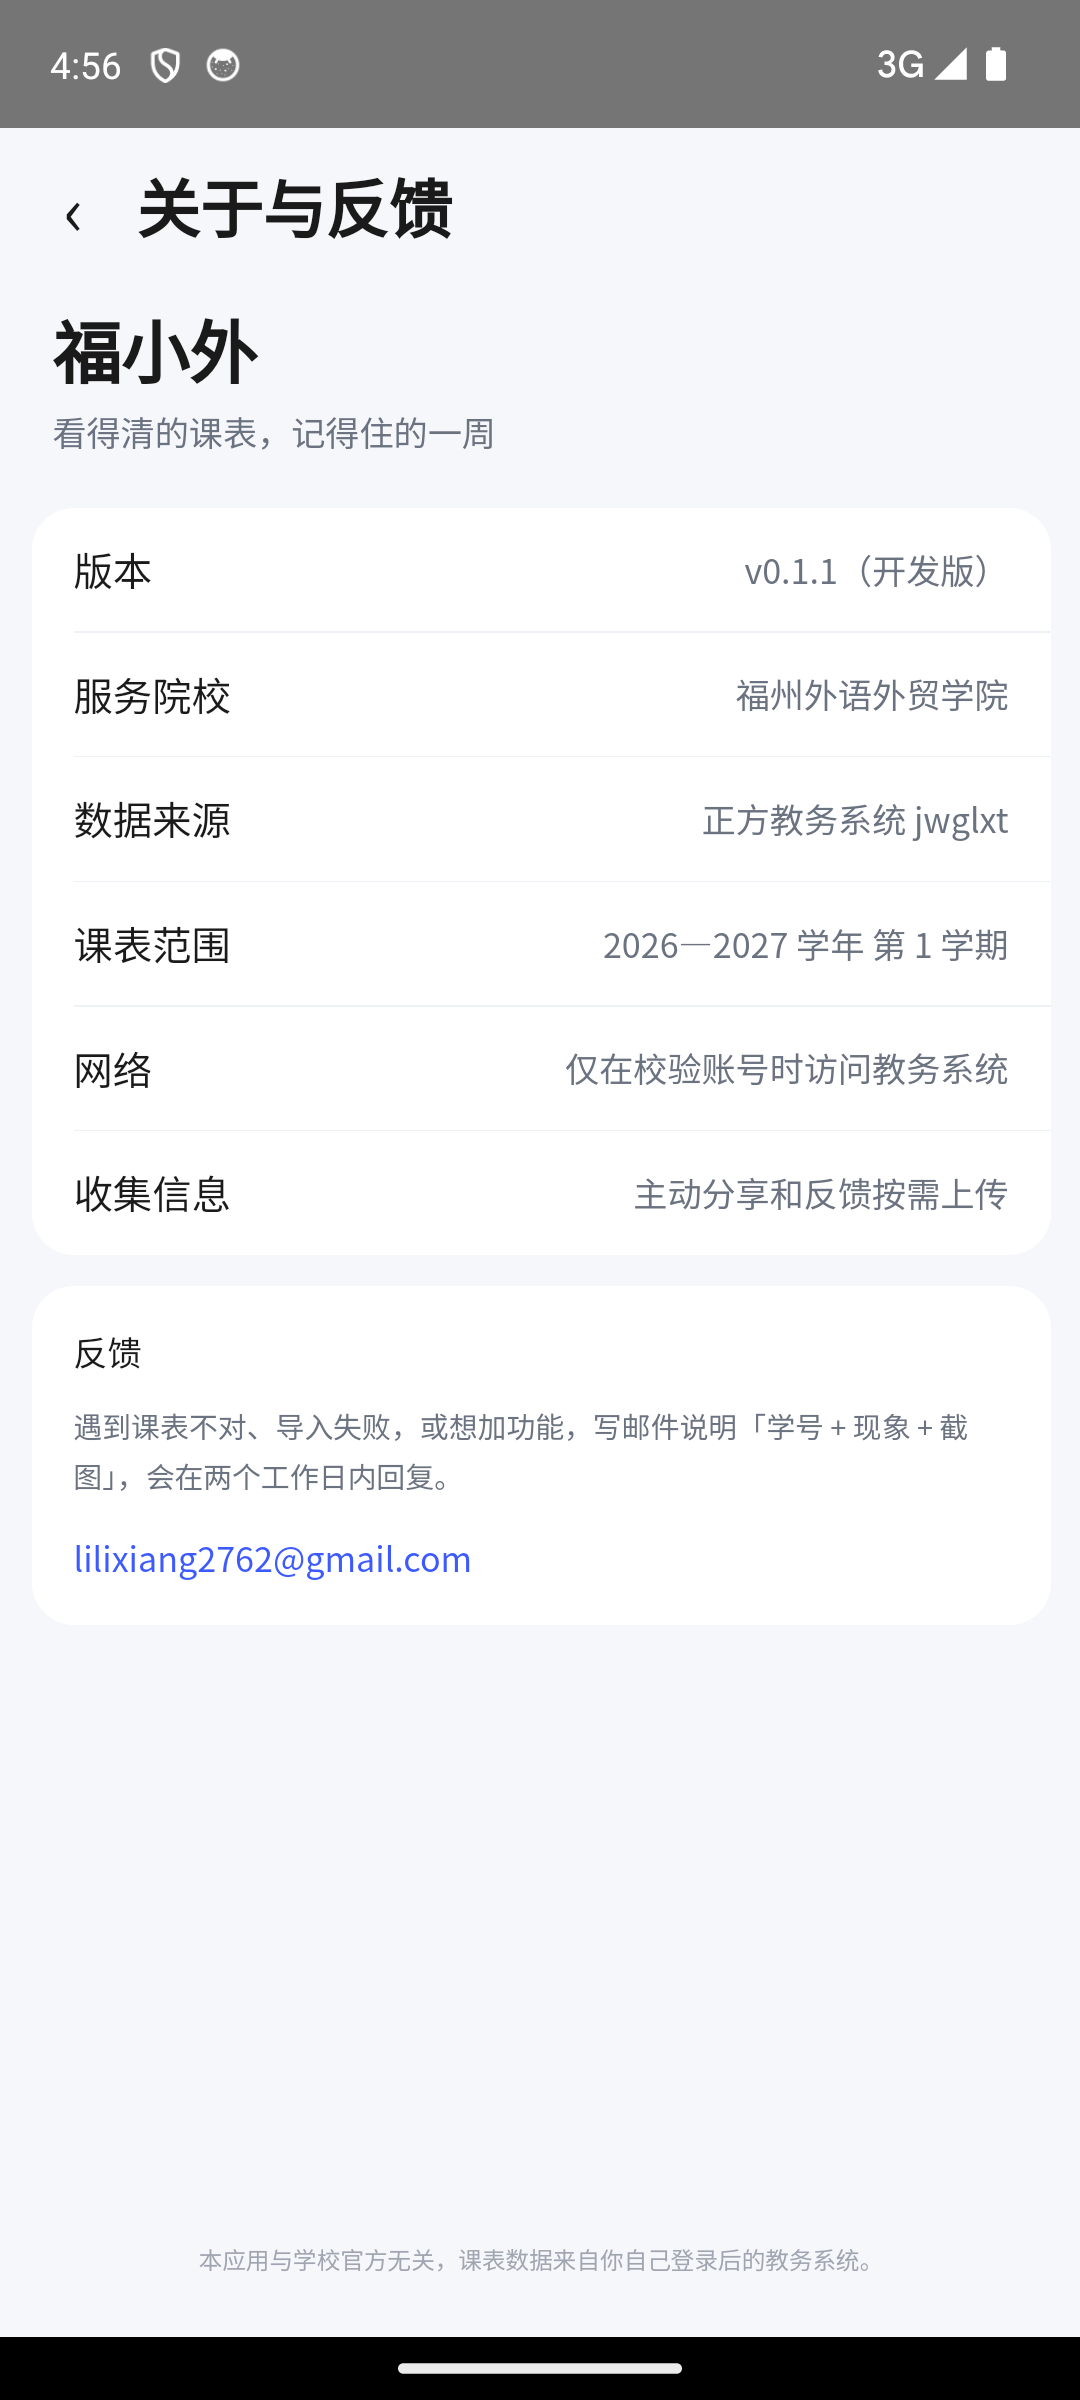 4:56
3G
‹ 关于与反馈
福小外
看得清的课表，记得住的一周
版本 v0.1.1（开发版）
服务院校 福州外语外贸学院
数据来源 正方教务系统 jwglxt
课表范围 2026—2027 学年 第 1 学期
网络 仅在校验账号时访问教务系统
收集信息 主动分享和反馈按需上传
反馈
遇到课表不对、导入失败，或想加功能，写邮件说明「学号 + 现象 + 截
图」，会在两个工作日内回复。
lilixiang2762@gmail.com
本应用与学校官方无关，课表数据来自你自己登录后的教务系统。